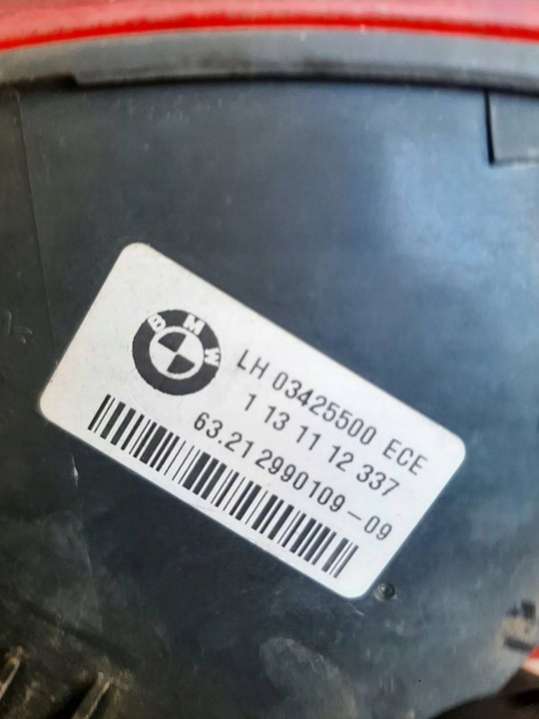 BMW
LH 03425500 ECE
1 13 11 12 337
63.21 2990109-09